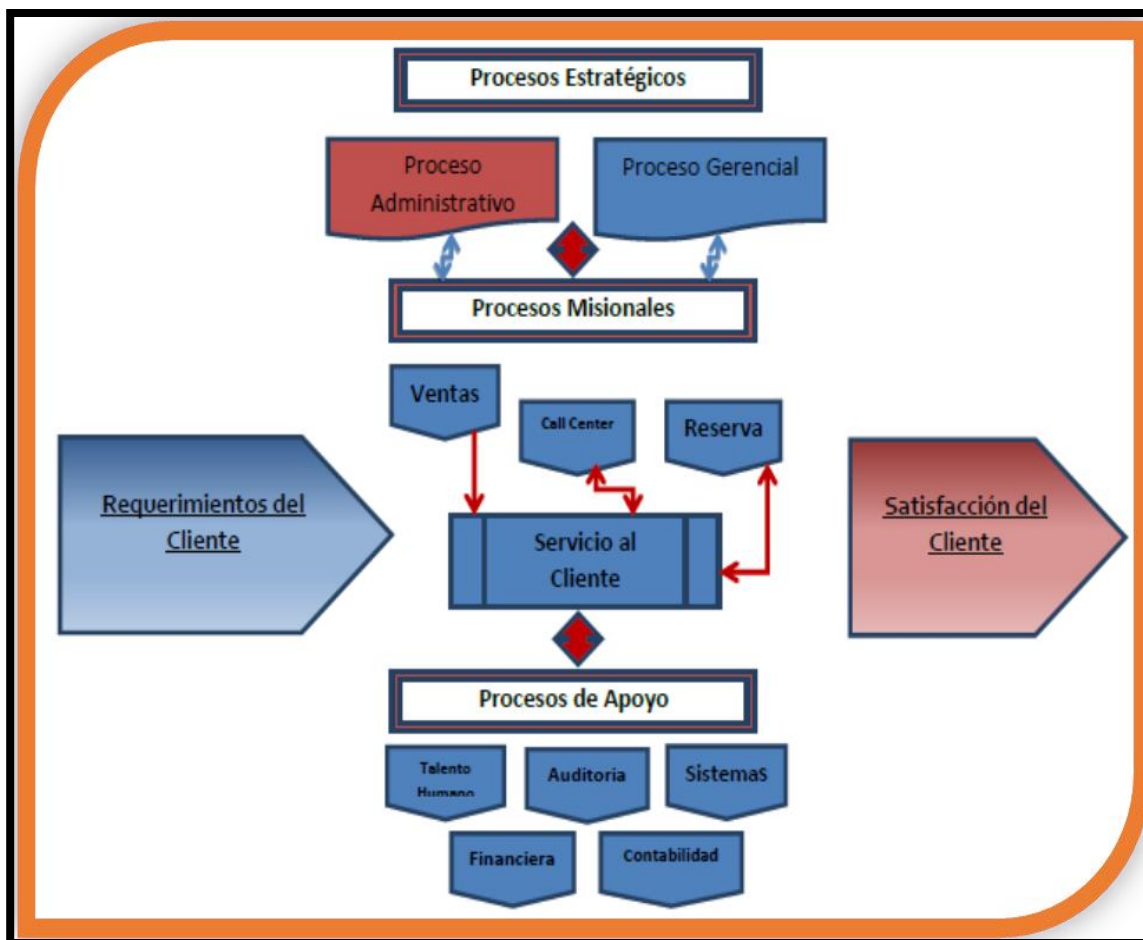 Procesos Estratégicos
Proceso
Administrativo
Proceso Gerencial
Procesos Misionales
Ventas
Call Center
Reserva
Requerimientos del
Cliente
Servicio al
Cliente
Satisfacción del
Cliente
Procesos de Apoyo
Talento
Humano
Auditoria
Sistemas
Financiera
Contabilidad